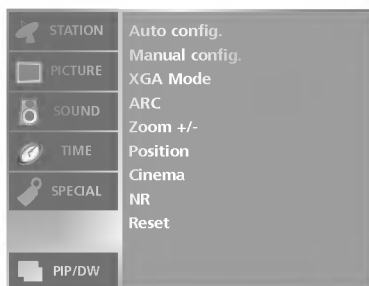 STATION
PICTURE
SOUND
TIME
SPECIAL
PIP/DW
Auto config.
Manual config.
XGA Mode
ARC
Zoom +/-
Position
Cinema
NR
Reset